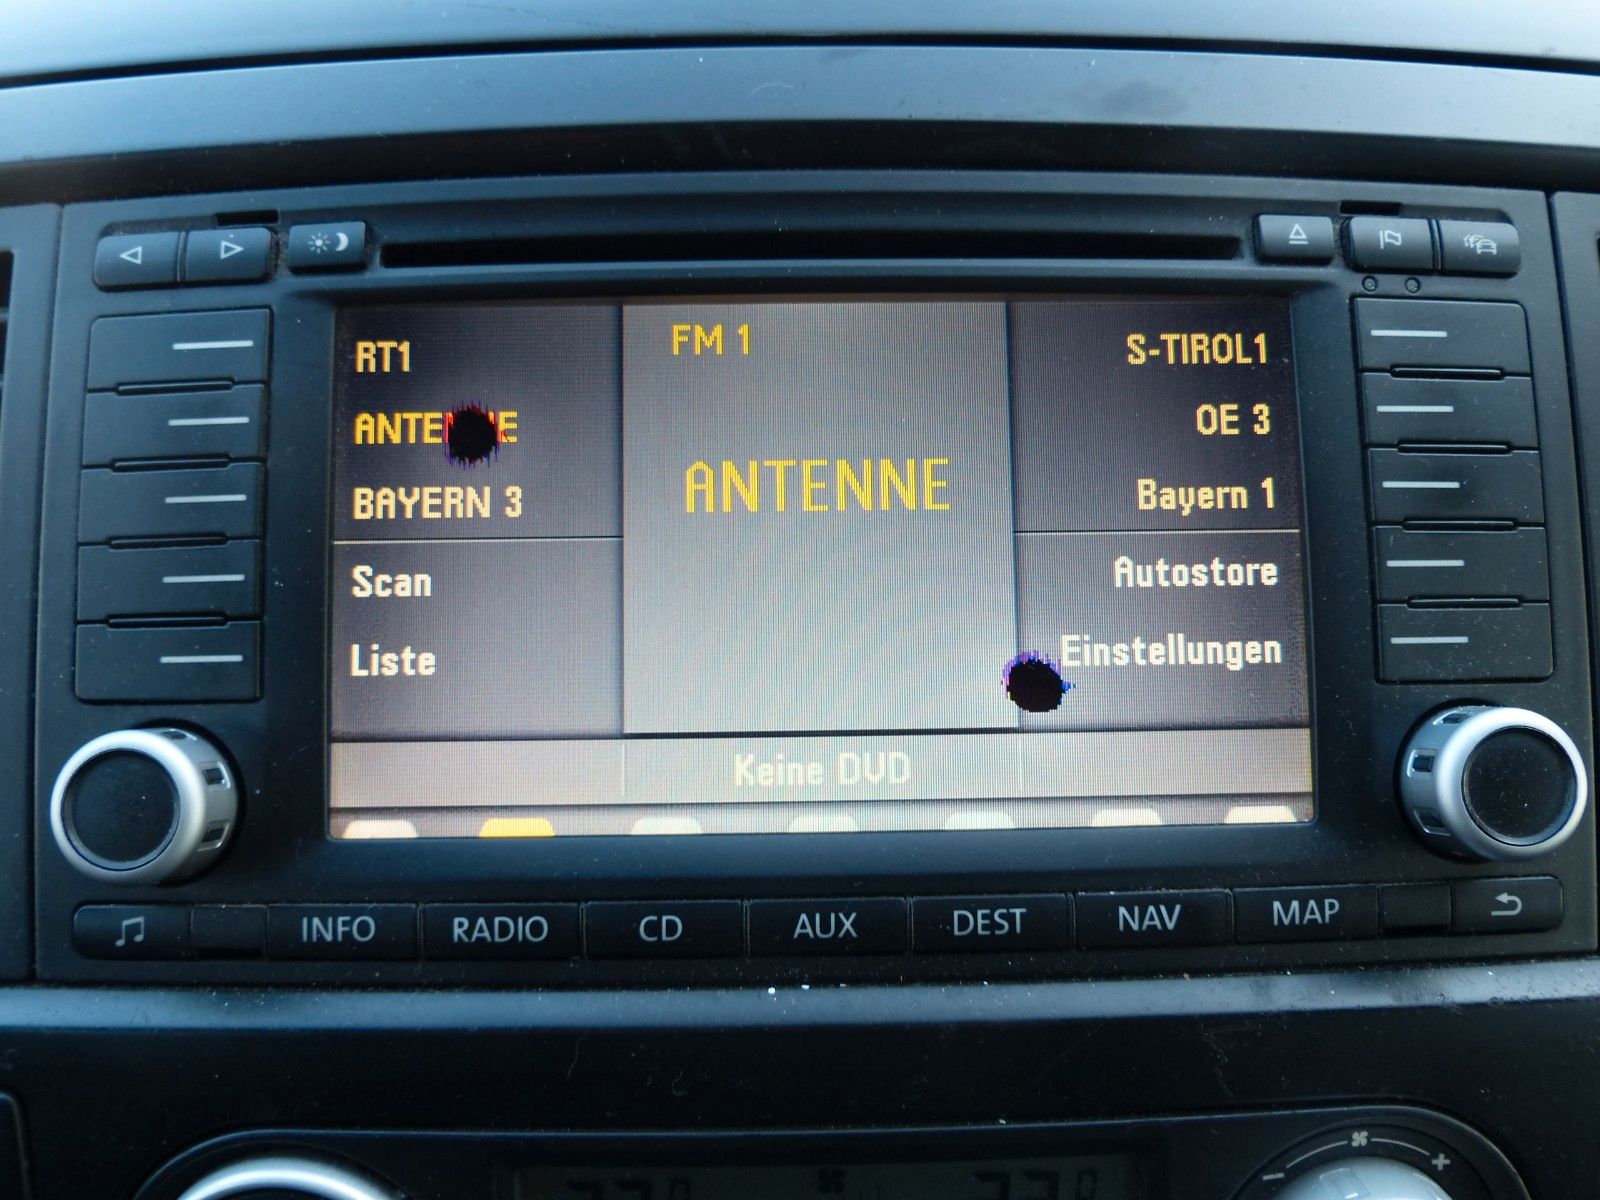 RT1
FM 1
S-TIROL1
ANTENNE
ANTENNE
OE 3
BAYERN 3
Bayern 1
Scan
Autostore
Liste
Einstellungen
Keine DVD
INFO
RADIO
CD
AUX
DEST
NAV
MAP